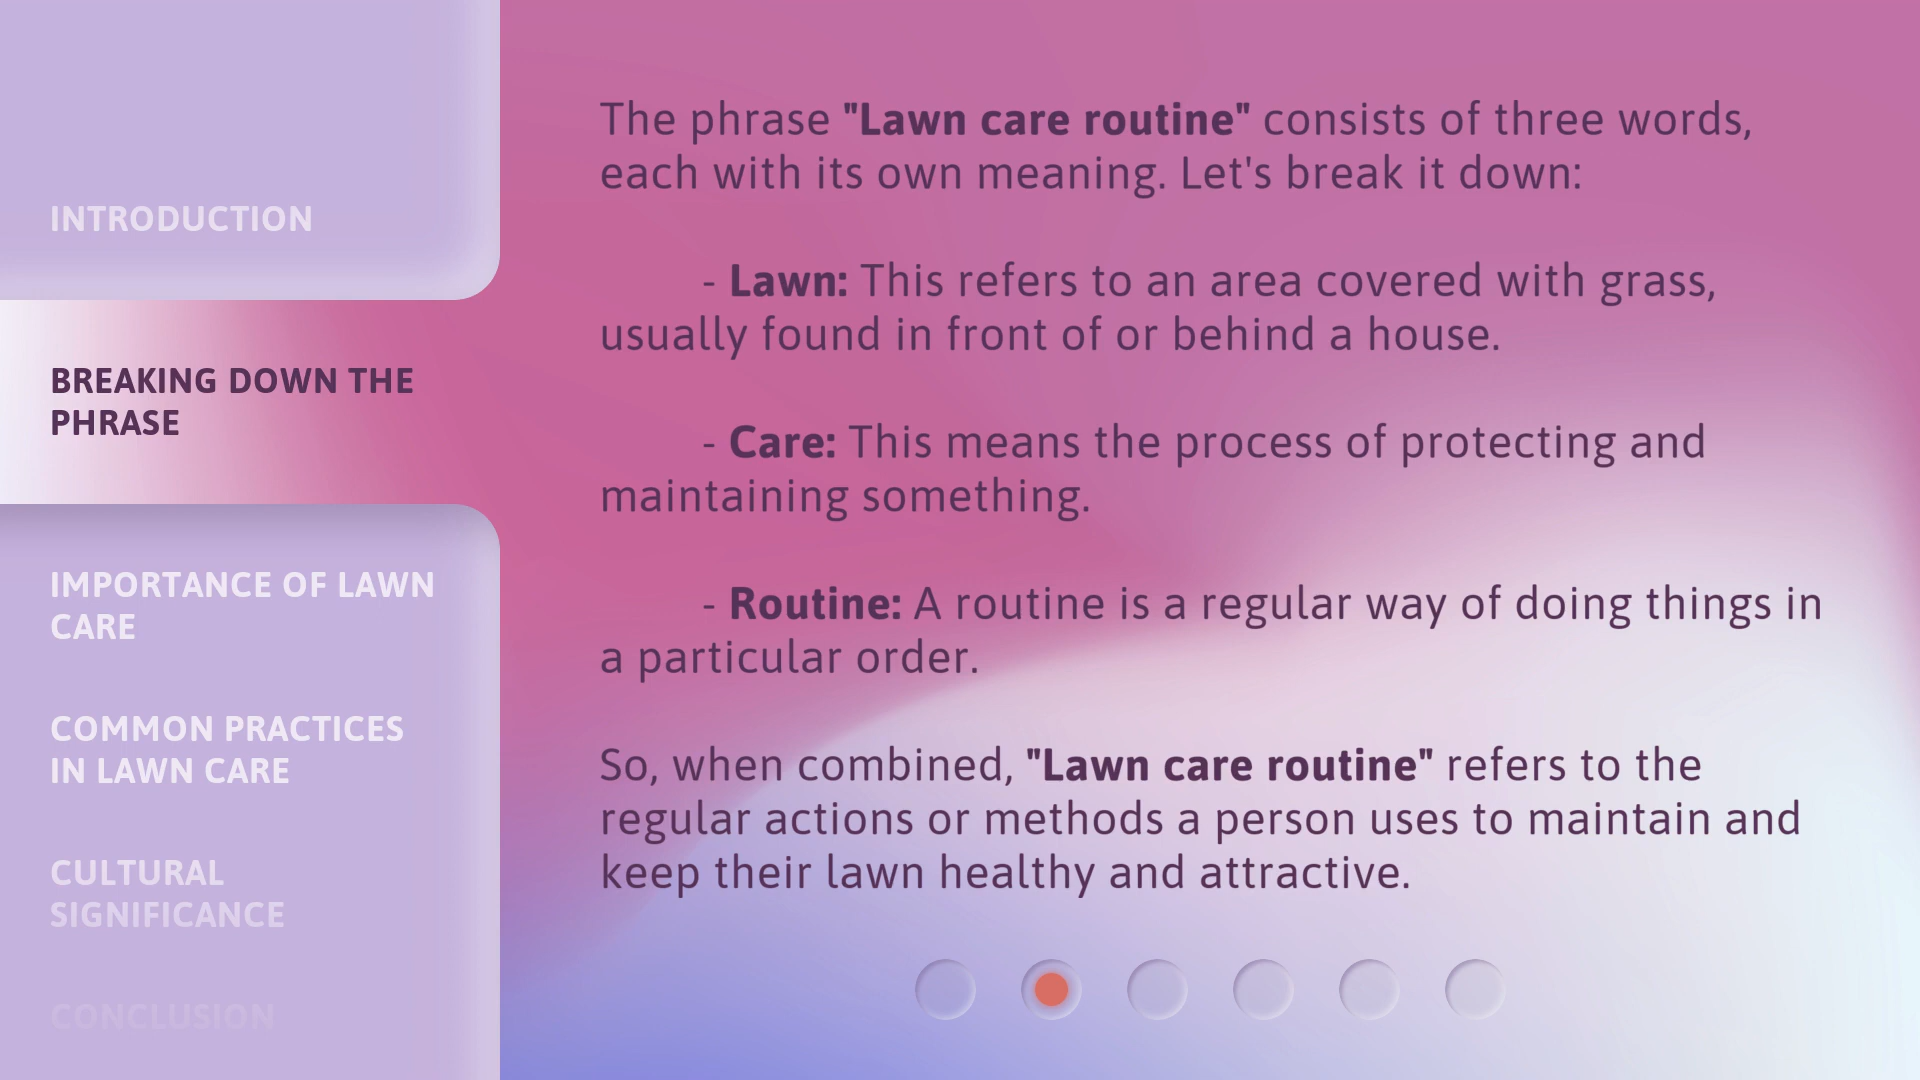 INTRODUCTION
BREAKING DOWN THE
PHRASE
IMPORTANCE OF LAWN
CARE
COMMON PRACTICES
IN LAWN CARE
CULTURAL
SIGNIFICANCE
CONCLUSION
The phrase "Lawn care routine" consists of three words,
each with its own meaning. Let's break it down:
- Lawn: This refers to an area covered with grass,
usually found in front of or behind a house.
- Care: This means the process of protecting and
maintaining something.
- Routine: A routine is a regular way of doing things in
a particular order.
So, when combined, "Lawn care routine" refers to the
regular actions or methods a person uses to maintain and
keep their lawn healthy and attractive.